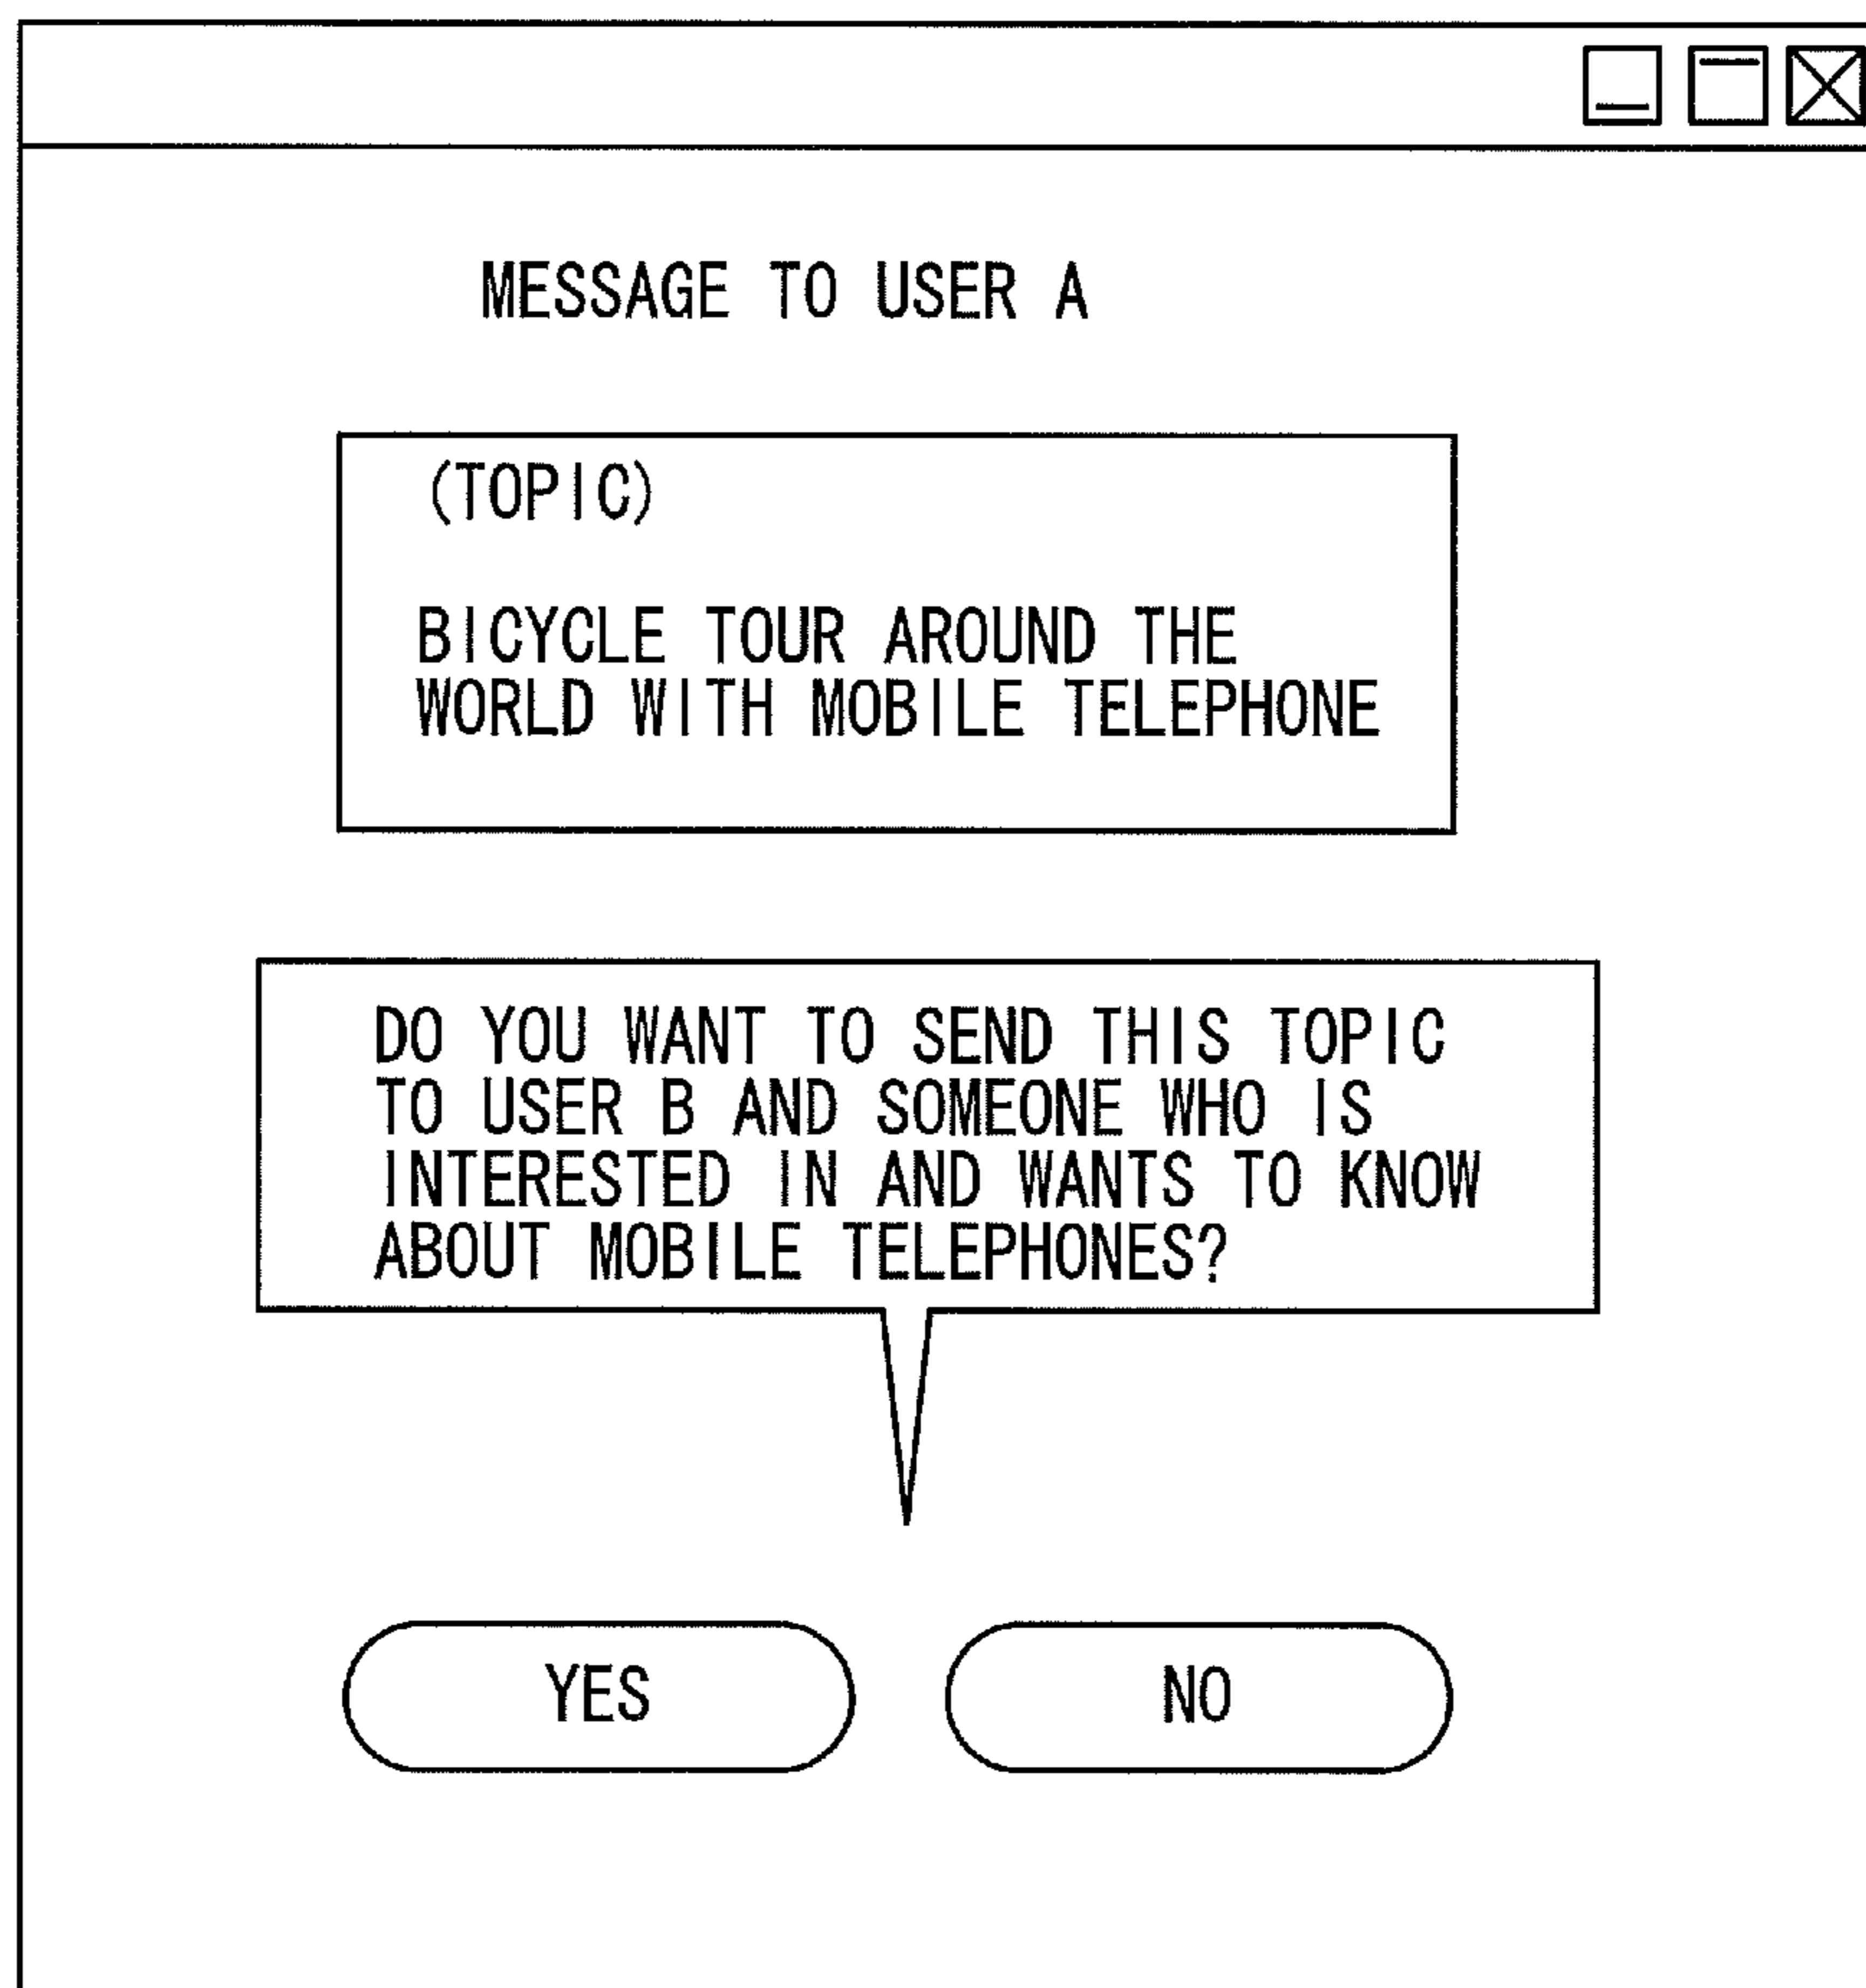 MESSAGE TO USER A
(TOPIC)
BICYCLE TOUR AROUND THE
WORLD WITH MOBILE TELEPHONE
DO YOU WANT TO SEND THIS TOPIC
TO USER B AND SOMEONE WHO IS
INTERESTED IN AND WANTS TO KNOW
ABOUT MOBILE TELEPHONES?
YES
NO